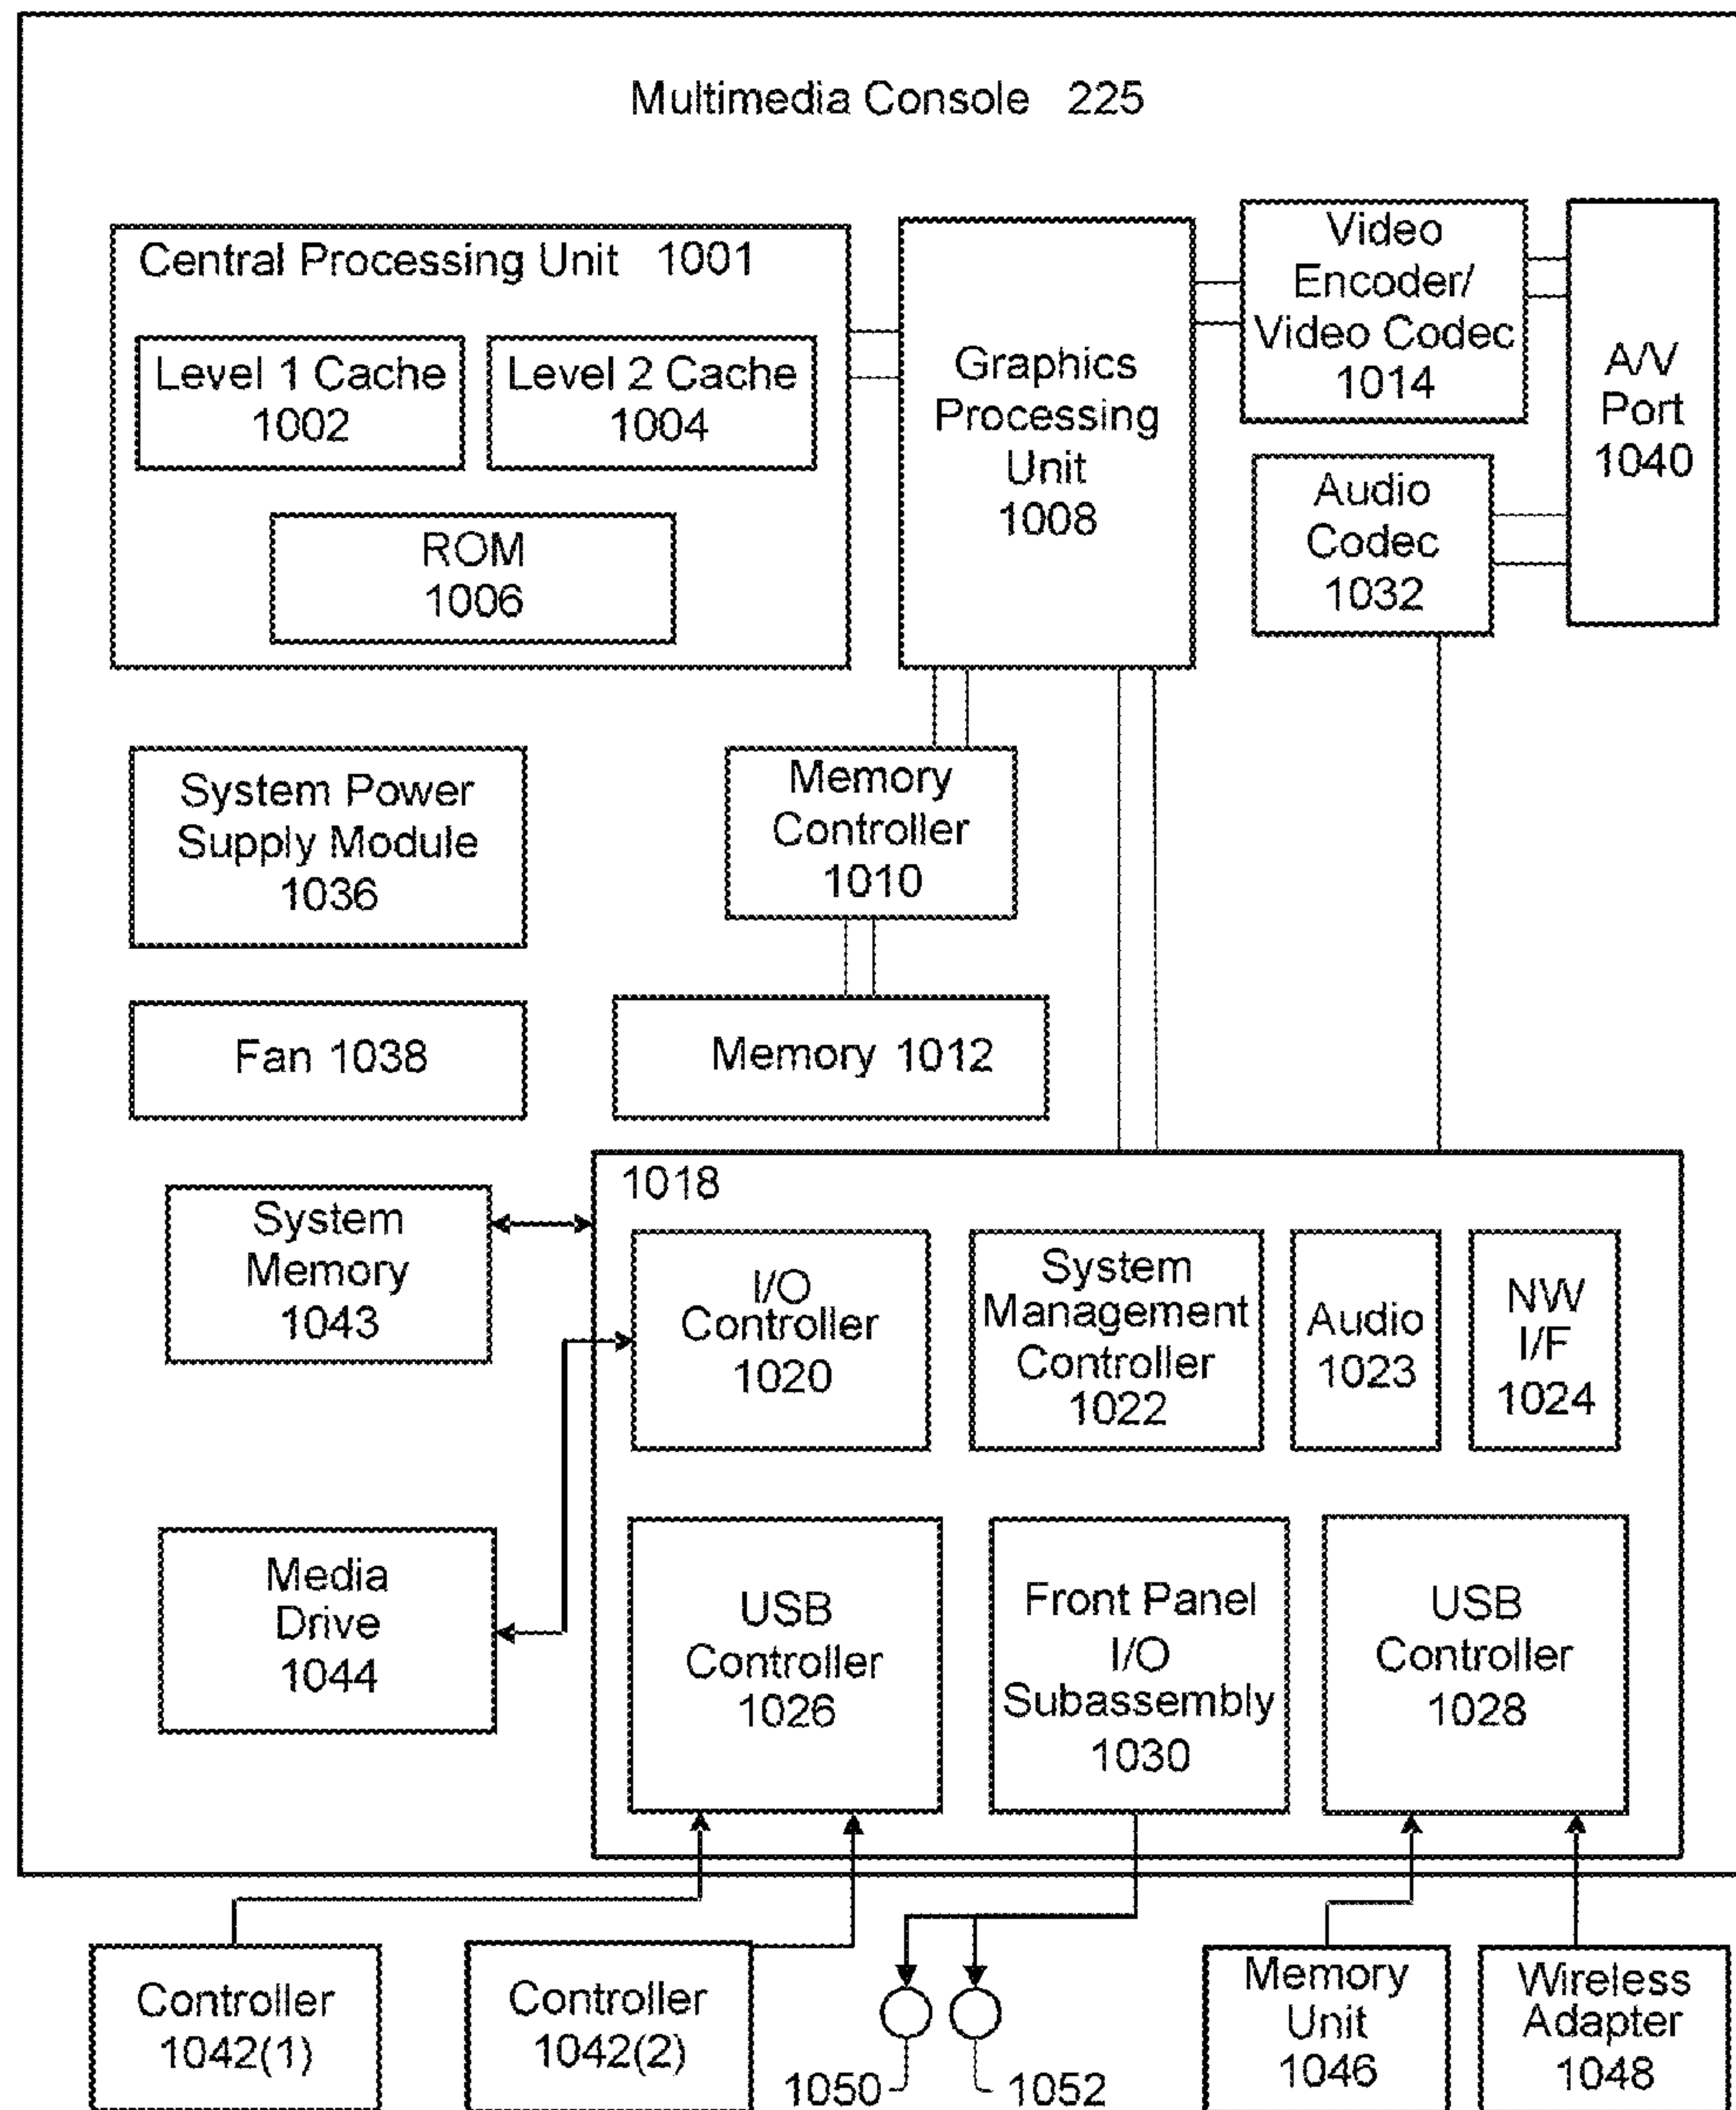 Multimedia Console 225
Central Processing Unit 1001
Level 1 Cache
1002
Level 2 Cache
1004
ROM
1006
Graphics
Processing
Unit
1008
Video
Encoder/
Video Codec
1014
Audio
Codec
1032
A/V
Port
1040
System Power
Supply Module
1036
Memory
Controller
1010
Fan 1038
Memory 1012
1018
System
Memory
1043
I/O
Controller
1020
System
Management
Controller
1022
Audio
1023
NW
I/F
1024
Media
Drive
1044
USB
Controller
1026
Front Panel
I/O
Subassembly
1030
USB
Controller
1028
Controller
1042(1)
Controller
1042(2)
1050
1052
Memory
Unit
1046
Wireless
Adapter
1048